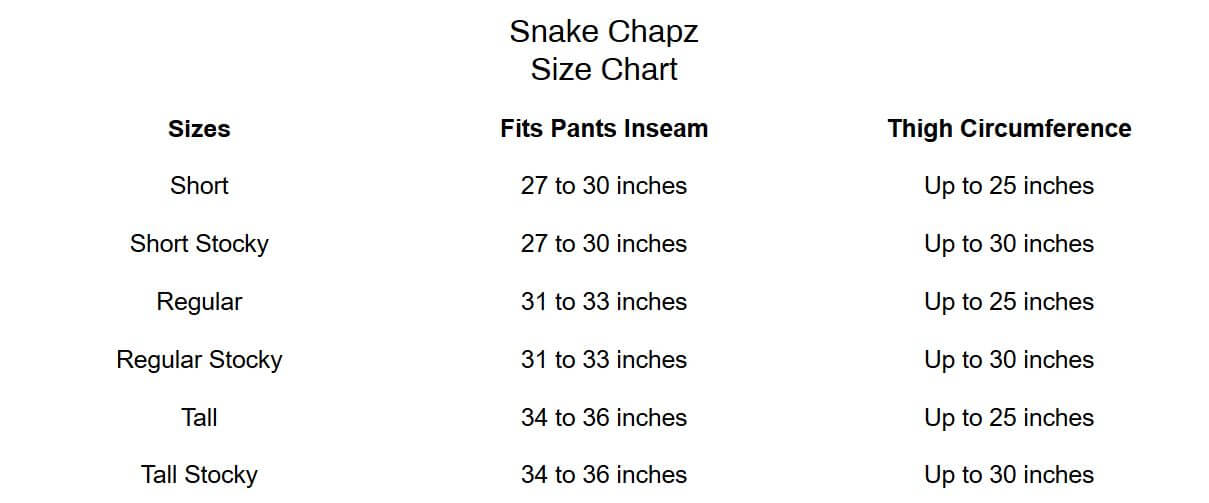 Snake Chapz
Size Chart
Sizes Fits Pants Inseam Thigh Circumference
Short 27 to 30 inches Up to 25 inches
Short Stocky 27 to 30 inches Up to 30 inches
Regular 31 to 33 inches Up to 25 inches
Regular Stocky 31 to 33 inches Up to 30 inches
Tall 34 to 36 inches Up to 25 inches
Tall Stocky 34 to 36 inches Up to 30 inches